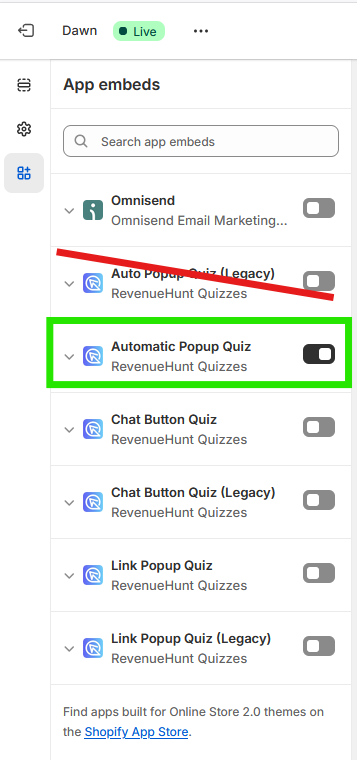 Dawn
Live
App embeds
Search app embeds
Omnisend
Omnisend Email Marketing...
Auto Popup Quiz (Legacy)
RevenueHunt Quizzes
Automatic Popup Quiz
RevenueHunt Quizzes
Chat Button Quiz
RevenueHunt Quizzes
Chat Button Quiz (Legacy)
RevenueHunt Quizzes
Link Popup Quiz
RevenueHunt Quizzes
Link Popup Quiz (Legacy)
RevenueHunt Quizzes
Find apps built for Online Store 2.0 themes on
the Shopify App Store.